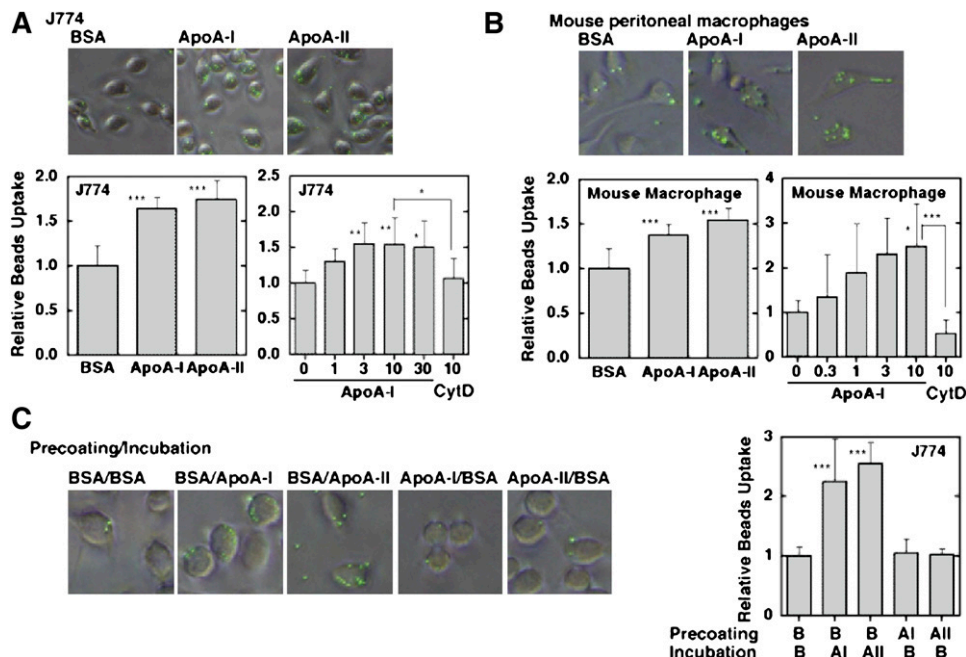 A
J774
BSA ApoA-I ApoA-II
Relative Beads Uptake
2.0
1.5
1.0
0.5
0.0
J774
***
***
BSA ApoA-I ApoA-II
2.5
2.0
1.5
1.0
0.5
0.0
J774
*
** ** *
0 1 3 10 30 10
ApoA-I CytD
B
Mouse peritoneal macrophages
BSA ApoA-I ApoA-II
Relative Beads Uptake
2.0
1.5
1.0
0.5
0.0
Mouse Macrophage
***
***
BSA ApoA-I ApoA-II
4
3
2
1
0
Mouse Macrophage
* ***
0 0.3 1 3 10 10
ApoA-I CytD
C
Precoating/Incubation
BSA/BSA BSA/ApoA-I BSA/ApoA-II ApoA-I/BSA ApoA-II/BSA
Relative Beads Uptake
3
2
1
0
J774
*** ***
Precoating B B B AI AII
Incubation B AI AII B B